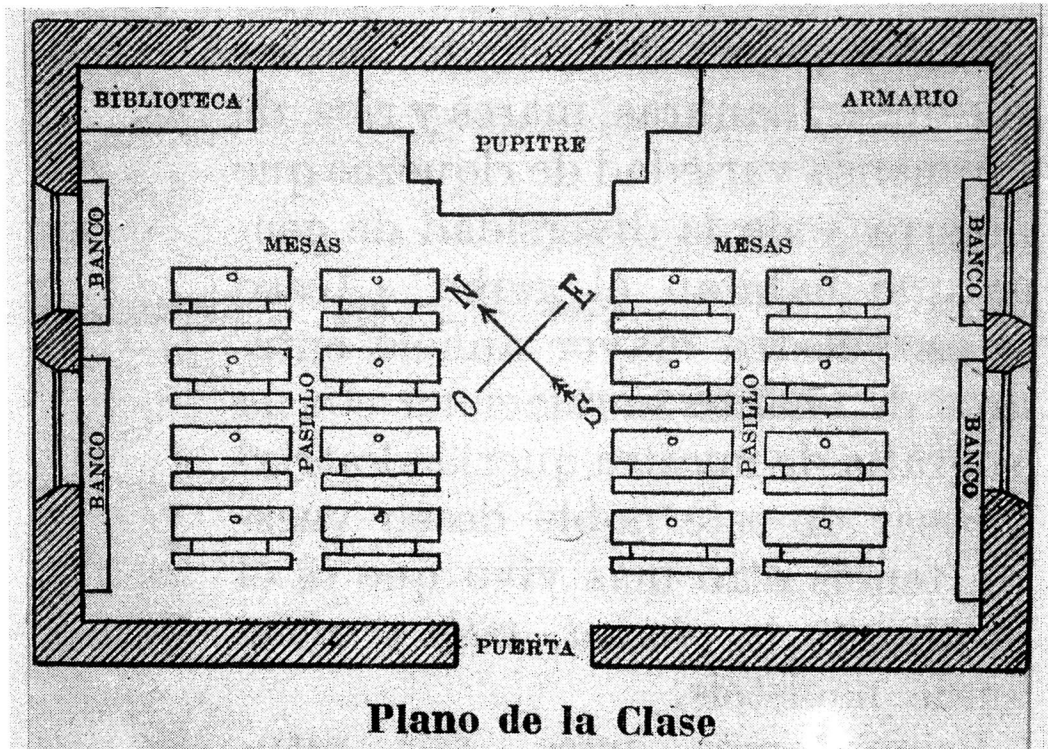 BIBLIOTECA
ARMARIO
PUPITRE
BANCO
MESAS
MESAS
BANCO
N
E
O
S
PASILLO
PASILLO
BANCO
BANCO
PUERTA
Plano de la Clase